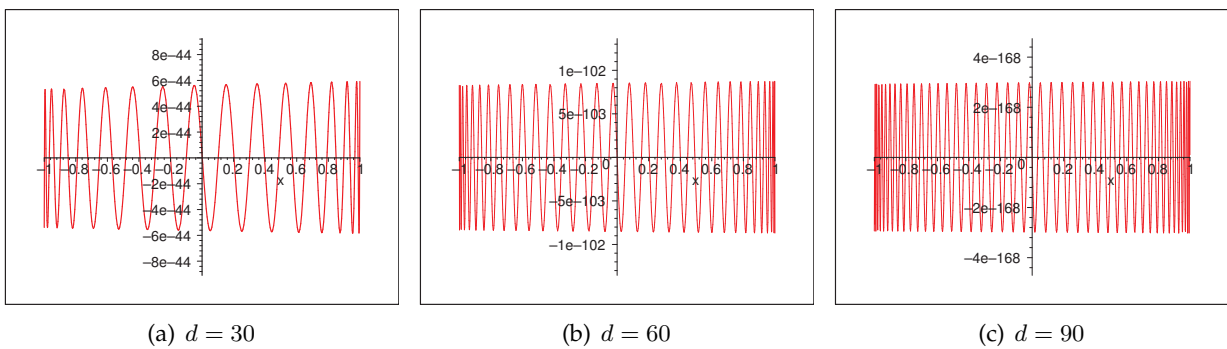 8e–44
6e–44
4e–44
2e–44
–1 –0.8 –0.6 –0.4 –0.2 0 0.2 0.4 0.6 0.8 1
x
–2e–44
–4e–44
–6e–44
–8e–44
(a) d = 30
1e–102
5e–103
–1 –0.8 –0.6 –0.4 –0.2 0 0.2 0.4 0.6 0.8 1
x
–5e–103
–1e–102
(b) d = 60
4e–168
2e–168
–1 –0.8 –0.6 –0.4 –0.2 0 0.2 0.4 0.6 0.8 1
x
–2e–168
–4e–168
(c) d = 90